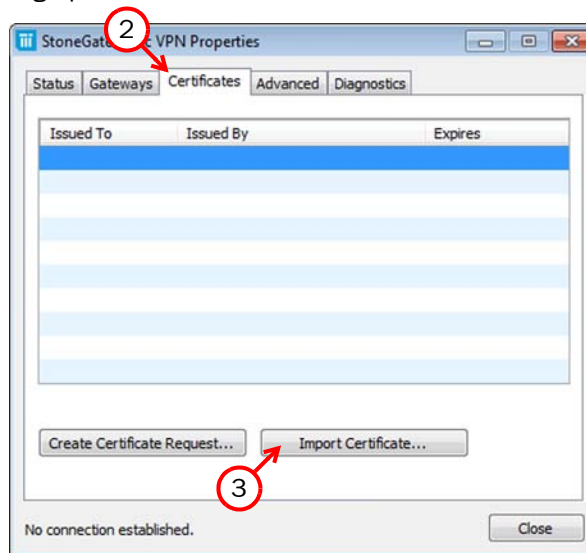 2
StoneGate VPN Properties
Status Gateways Certificates Advanced Diagnostics
Issued To Issued By Expires
Create Certificate Request... Import Certificate...
3
No connection established. Close